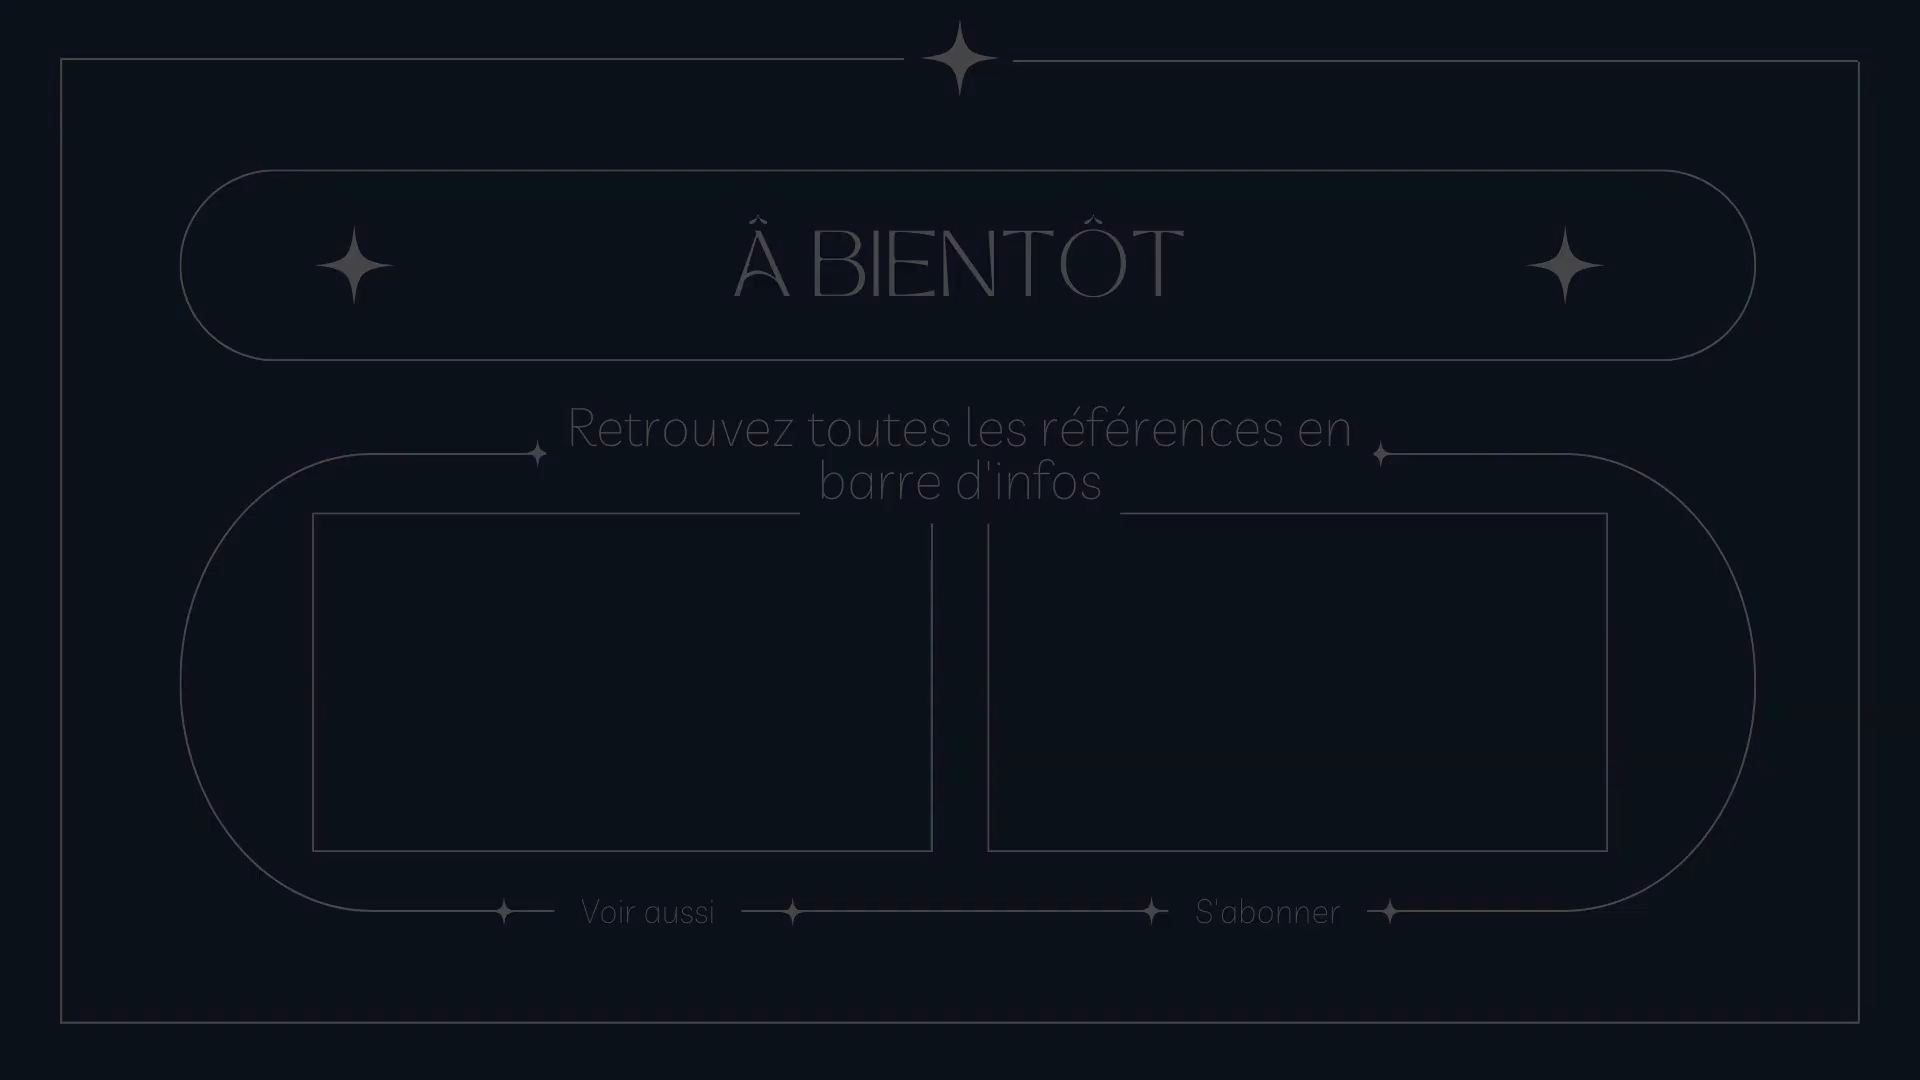 Â BIENTÔT
Retrouvez toutes les références en
barre d'infos
Voir aussi
S'abonner